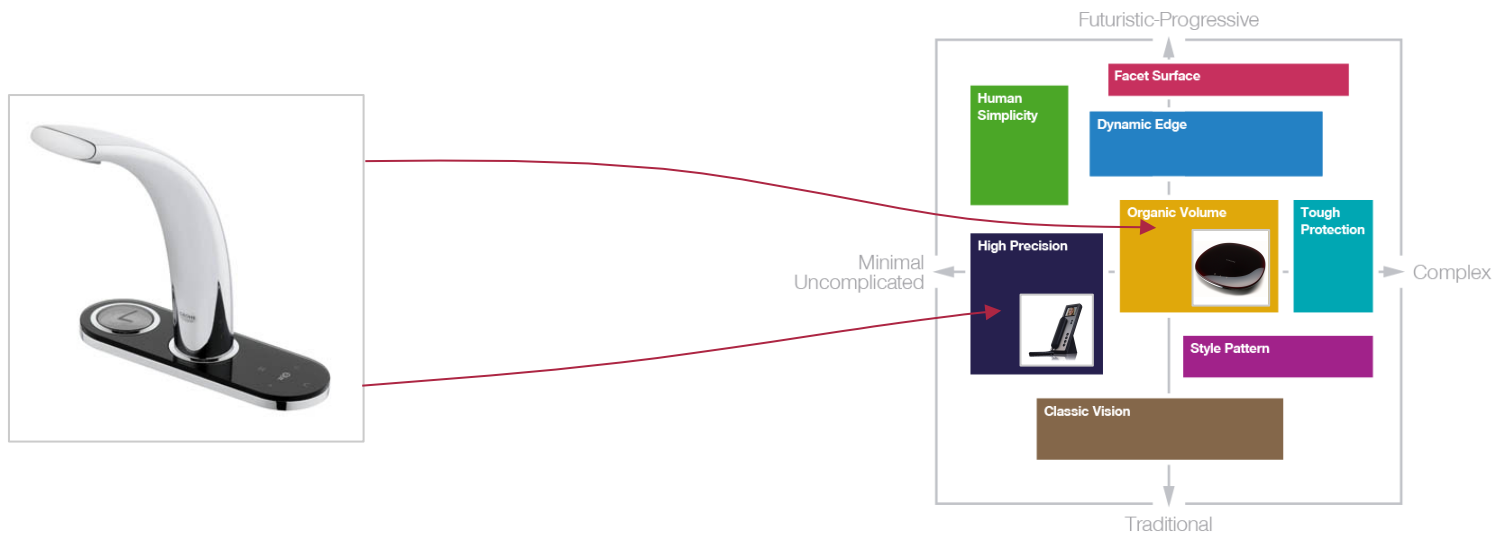 Futuristic-Progressive
Facet Surface
Human
Simplicity
Dynamic Edge
Organic Volume
Tough
Protection
High Precision
Minimal
Uncomplicated
Complex
Style Pattern
Classic Vision
Traditional